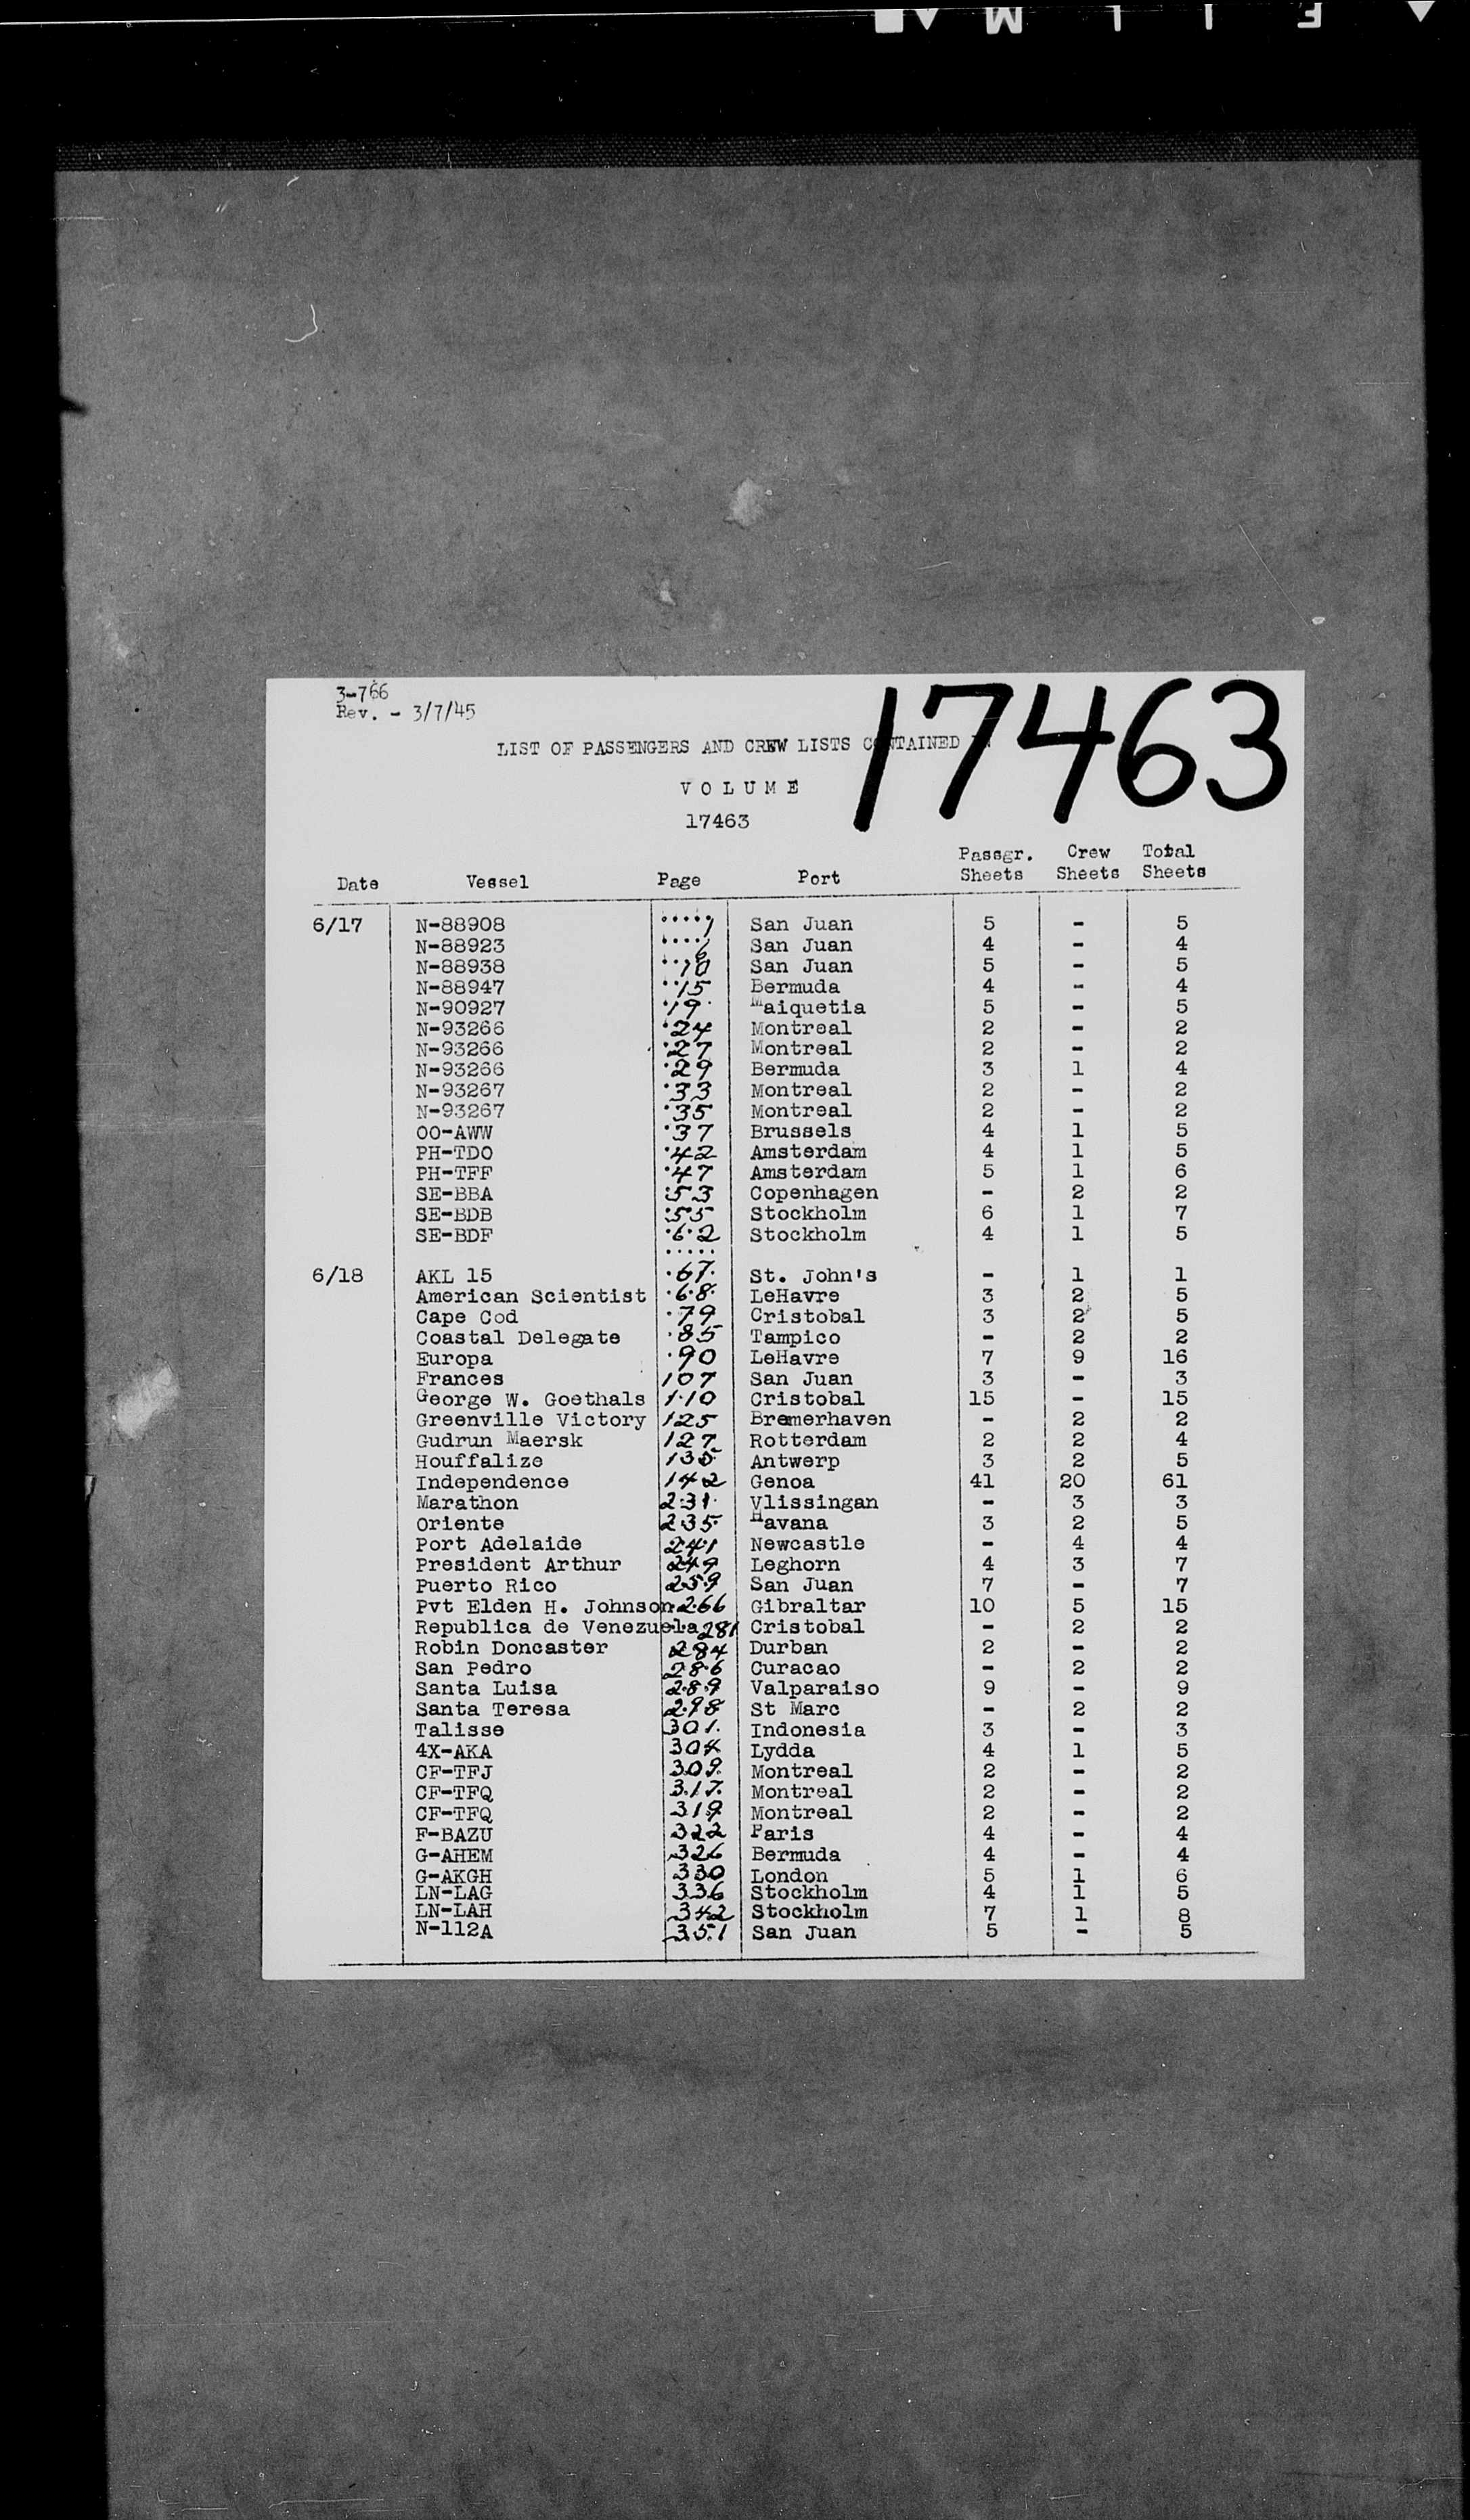 3-766
Rev. - 3/7/45
17463
LIST OF PASSENGERS AND CREW LISTS CONTAINED IN
VOLUME
17463
Date Vessel Page Port Passgr. Sheets Crew Sheets Total Sheets
6/17 N-88908 1 San Juan 5 - 5
N-88923 6 San Juan 4 - 4
N-88938 10 San Juan 5 - 5
N-88947 15 Bermuda 4 - 4
N-90927 19 Maiquetia 5 - 5
N-93266 24 Montreal 2 - 2
N-93266 27 Montreal 2 - 2
N-93266 29 Bermuda 3 1 4
N-93267 33 Montreal 2 - 2
N-93267 35 Montreal 2 - 2
OO-AWW 37 Brussels 4 1 5
PH-TDO 42 Amsterdam 4 1 5
PH-TFF 47 Amsterdam 5 1 6
SE-BBA 53 Copenhagen - 2 2
SE-BDB 55 Stockholm 6 1 7
SE-BDF 62 Stockholm 4 1 5
6/18 AKL 15 67 St. John's - 1 1
American Scientist 68 LeHavre 3 2 5
Cape Cod 79 Cristobal 3 2 5
Coastal Delegate 85 Tampico - 2 2
Europa 90 LeHavre 7 9 16
Frances 107 San Juan 3 - 3
George W. Goethals 110 Cristobal 15 - 15
Greenville Victory 125 Bremerhaven - 2 2
Gudrun Maersk 127 Rotterdam 2 2 4
Houffalize 135 Antwerp 3 2 5
Independence 142 Genoa 41 20 61
Marathon 231 Vlissingan - 3 3
Oriente 235 Havana 3 2 5
Port Adelaide 241 Newcastle - 4 4
President Arthur 249 Leghorn 4 3 7
Puerto Rico 259 San Juan 7 - 7
Pvt Elden H. Johnson 266 Gibraltar 10 5 15
Republica de Venezuela 281 Cristobal - 2 2
Robin Doncaster 284 Durban 2 - 2
San Pedro 286 Curacao - 2 2
Santa Luisa 289 Valparaiso 9 - 9
Santa Teresa 298 St Marc - 2 2
Talisse 301 Indonesia 3 - 3
4X-AKA 304 Lydda 4 1 5
CF-TFJ 309 Montreal 2 - 2
CF-TFQ 317 Montreal 2 - 2
CF-TFQ 319 Montreal 2 - 2
F-BAZU 322 Paris 4 - 4
G-AHEM 326 Bermuda 4 - 4
G-AKGH 330 London 5 1 6
LN-LAG 336 Stockholm 4 1 5
LN-LAH 342 Stockholm 7 1 8
N-112A 351 San Juan 5 - 5